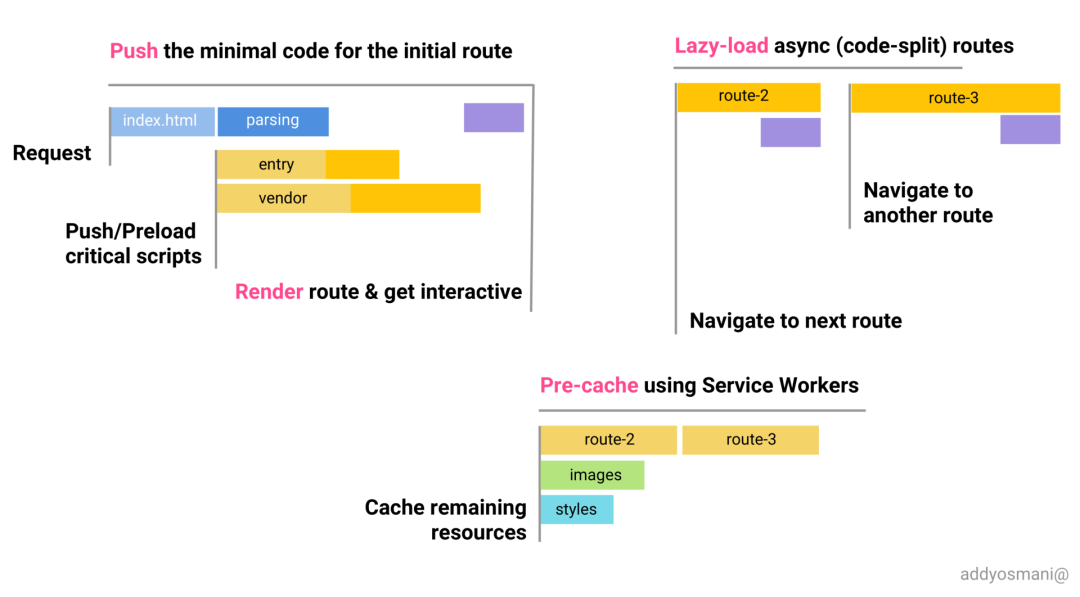 Push the minimal code for the initial route
index.html
parsing
Request
entry
vendor
Push/Preload
critical scripts
Render route & get interactive
Lazy-load async (code-split) routes
route-2
route-3
Navigate to
another route
Navigate to next route
Pre-cache using Service Workers
route-2
route-3
images
styles
Cache remaining
resources
addyosmani@